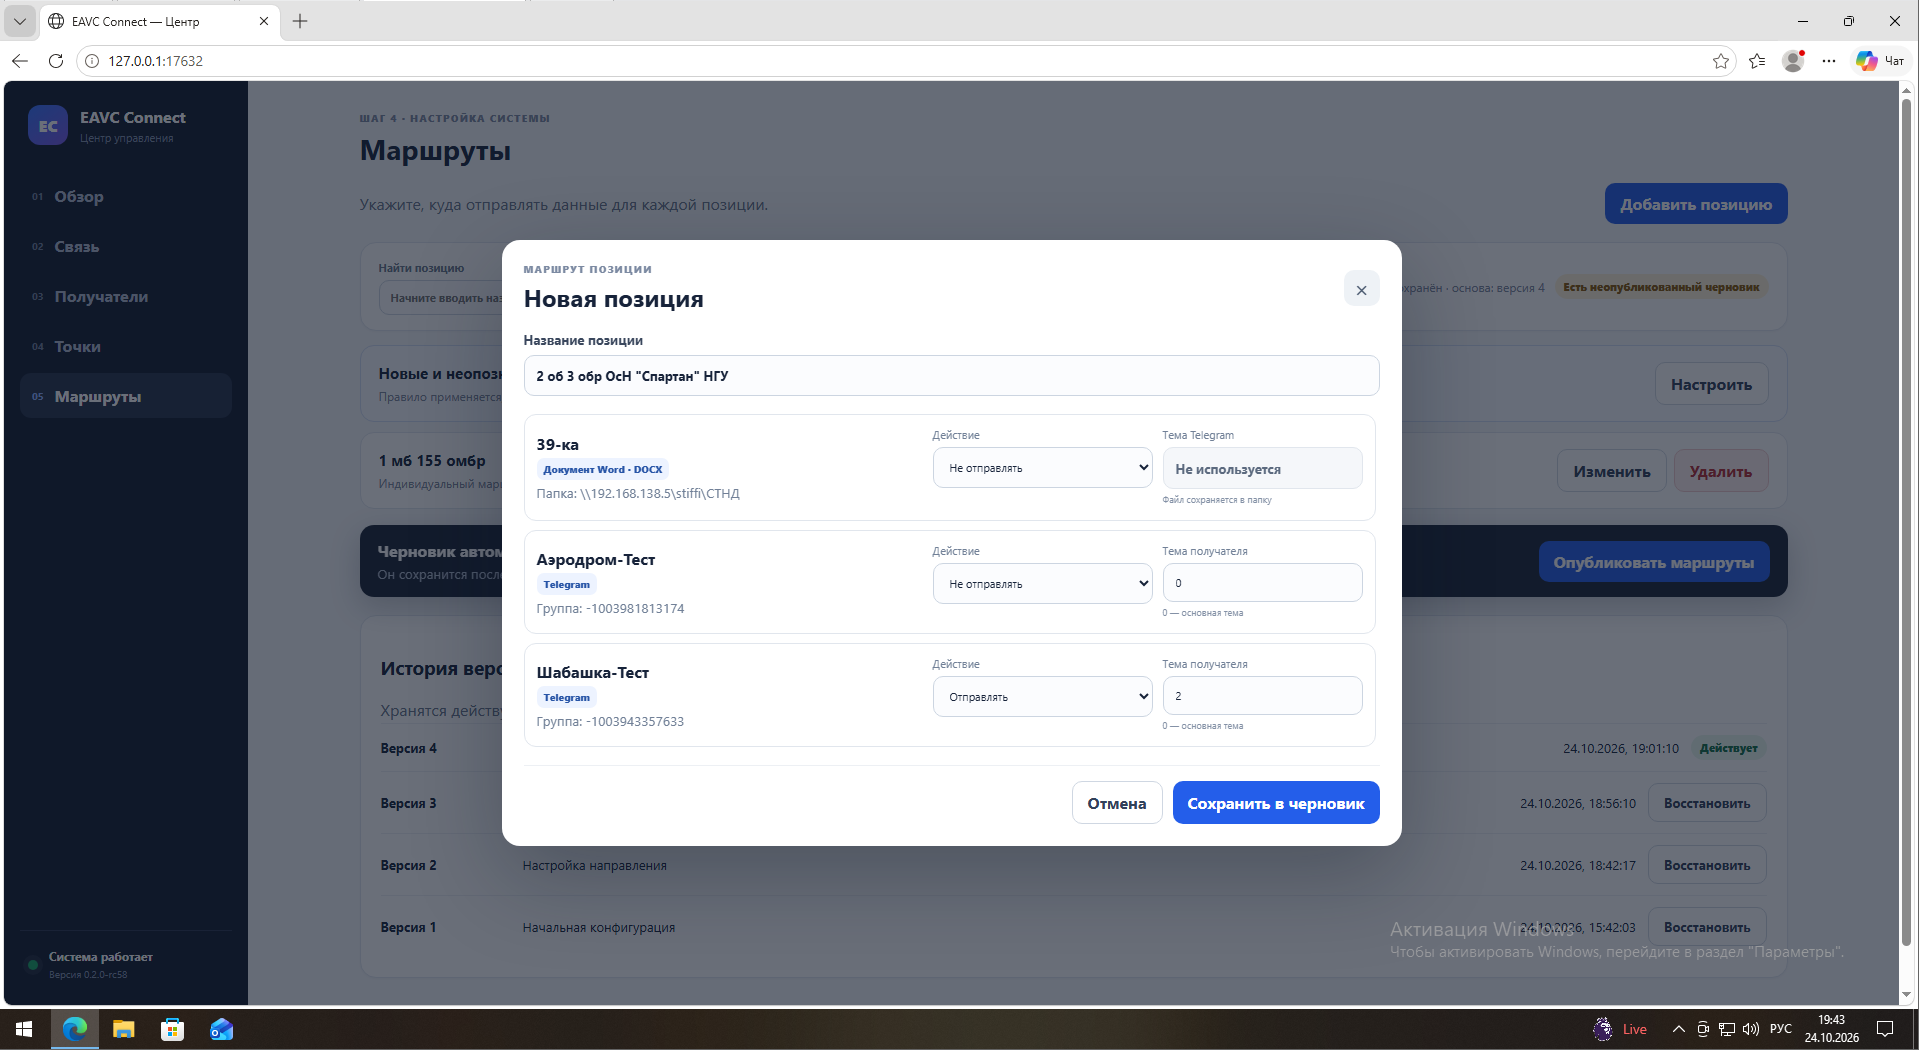 EAVC Connect — Центр
127.0.0.1:17632
Чат
EC
EAVC Connect
Центр управления
01 Обзор
02 Связь
03 Получатели
04 Точки
05 Маршруты
Система работает
Версия 0.2.0-rc58
ШАГ 4 · НАСТРОЙКА СИСТЕМЫ
Маршруты
Укажите, куда отправлять данные для каждой позиции.
Добавить позицию
Найти позицию
Начните вводить
основа: версия 4
Есть неопубликованный черновик
Новые и
Правило применяется
Настроить
1 мб 155 омбр
Индивидуальный
Изменить
Удалить
Черновик
Он сохранится
Опубликовать маршруты
История
Хранятся
Версия 4
24.10.2026, 19:01:10
Действует
Версия 3
24.10.2026, 18:56:10
Восстановить
Версия 2
Настройка направления
24.10.2026, 18:42:17
Восстановить
Версия 1
Начальная конфигурация
24.10.2026, 15:42:03
Восстановить
МАРШРУТ ПОЗИЦИИ
Новая позиция
Название позиции
2 об 3 обр ОсН "Спартан" НГУ
39-ка
Документ Word · DOCX
Папка: \\192.168.138.5\stiffi\СТНД
Действие
Не отправлять
Тема Telegram
Не используется
Файл сохраняется в папку
Аэродром-Тест
Telegram
Группа: -1003981813174
Действие
Не отправлять
Тема получателя
0
0 — основная тема
Шабашка-Тест
Telegram
Группа: -1003943357633
Действие
Отправлять
Тема получателя
2
0 — основная тема
Отмена
Сохранить в черновик
Активация Windows
Чтобы активировать Windows, перейдите в раздел "Параметры".
Live
РУС
19:43
24.10.2026